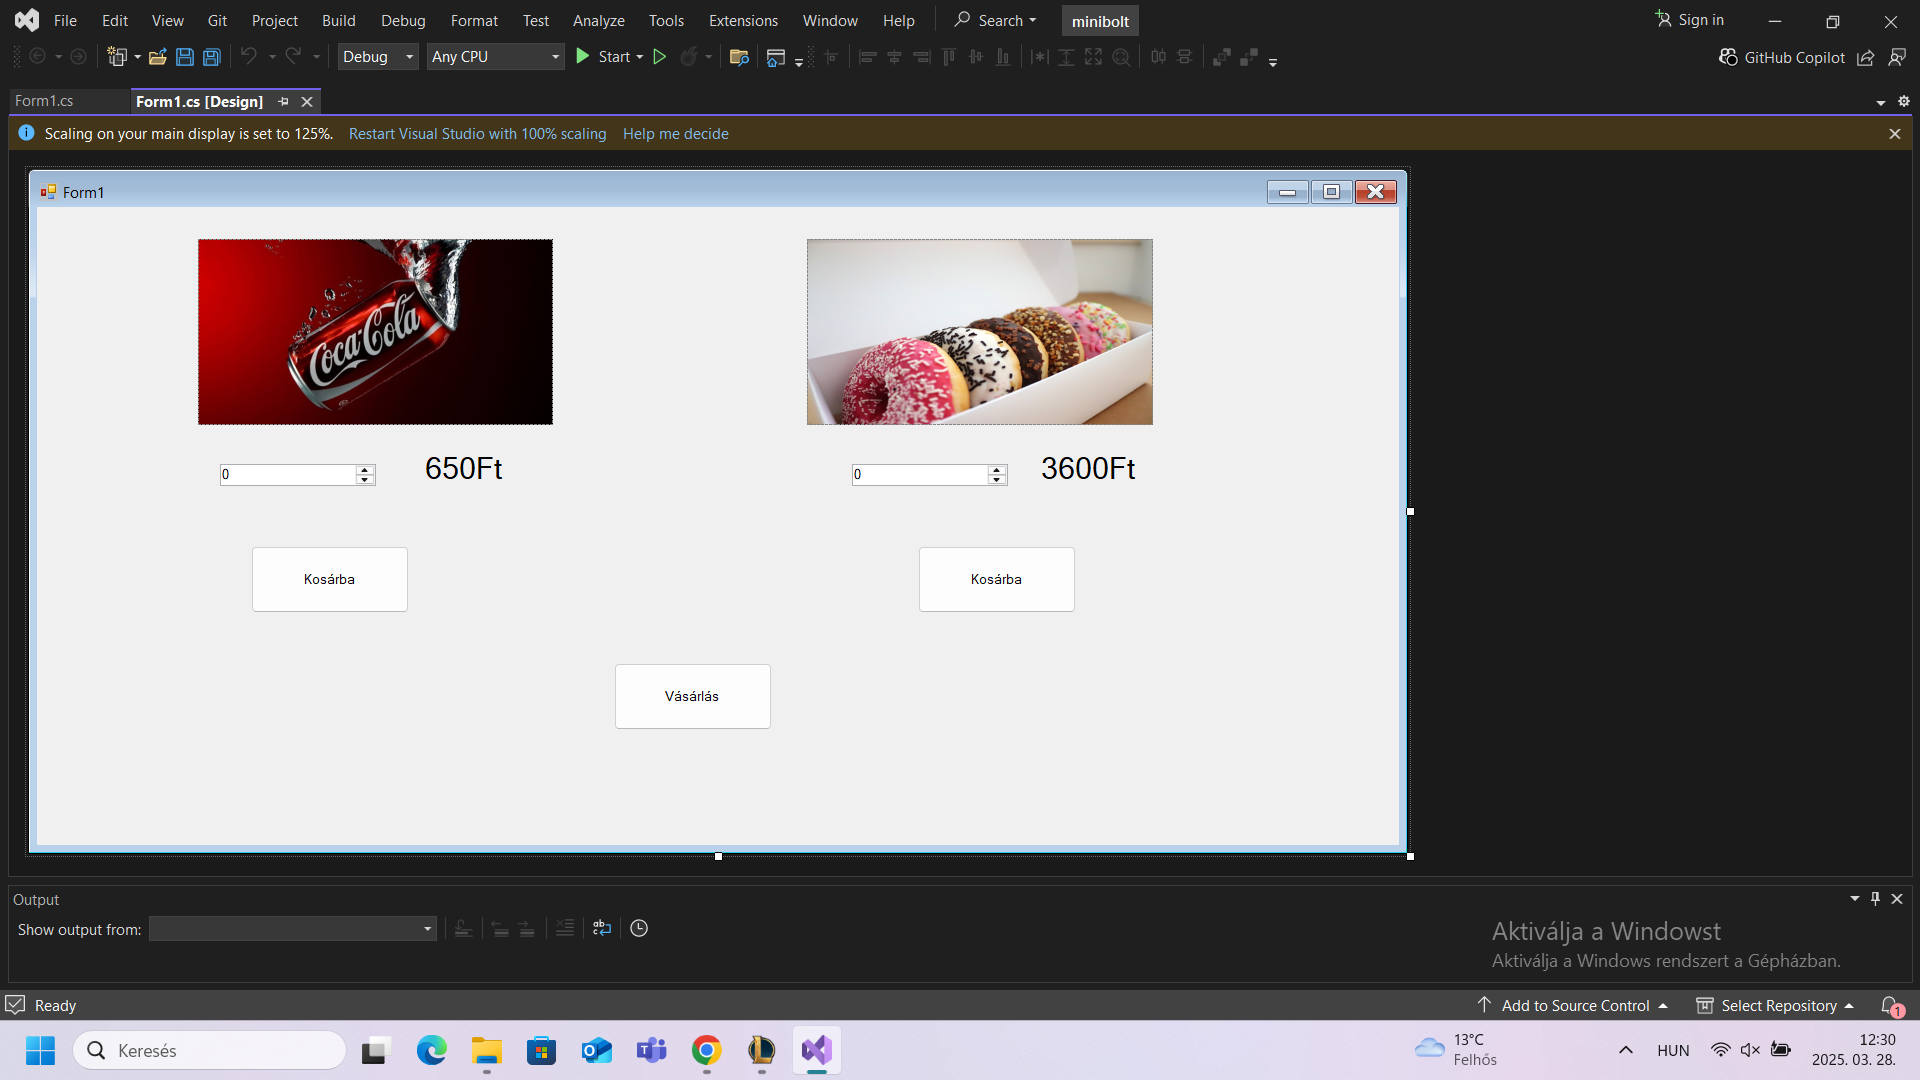 File Edit View Git Project Build Debug Format Test Analyze Tools Extensions Window Help Search minibolt Sign in
Debug Any CPU Start GitHub Copilot
Form1.cs Form1.cs [Design]
Scaling on your main display is set to 125%. Restart Visual Studio with 100% scaling Help me decide
Form1
Coca-Cola
0 650Ft 0 3600Ft
Kosárba Kosárba
Vásárlás
Output
Show output from:
Aktiválja a Windowst
Aktiválja a Windows rendszert a Gépházban.
Ready Add to Source Control Select Repository 1
Keresés
13°C
Felhős
HUN
12:30
2025. 03. 28.